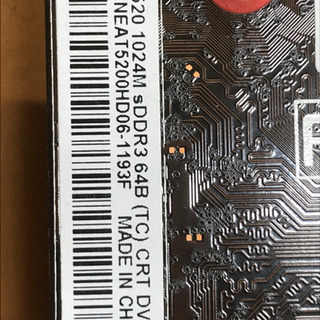 520 1024M sDDR3 64B (TC) CRT DV
NEAT5200HD06-1193F
MADE IN CH